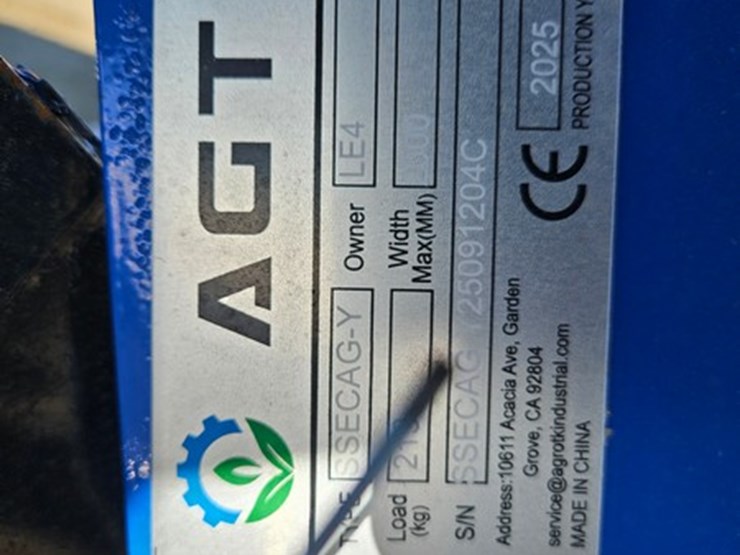 AGT
TYPE SSECAG-Y Owner LE4
Load (kg) Width Max(MM)
S/N SSECAG 25091204C
Address:10611 Acacia Ave, Garden
Grove, CA 92804
service@agrotkindustrial.com
MADE IN CHINA
CE 2025
PRODUCTION